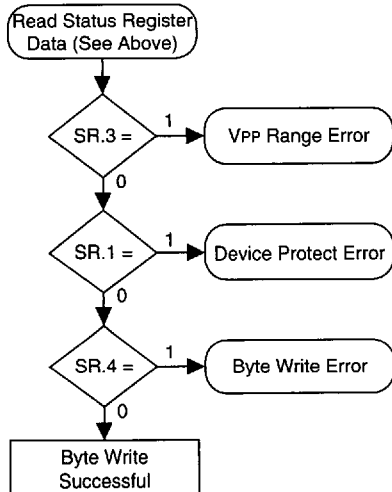 Read Status Register
Data (See Above)
SR.3 =
1
VPP Range Error
0
SR.1 =
1
Device Protect Error
0
SR.4 =
1
Byte Write Error
0
Byte Write
Successful